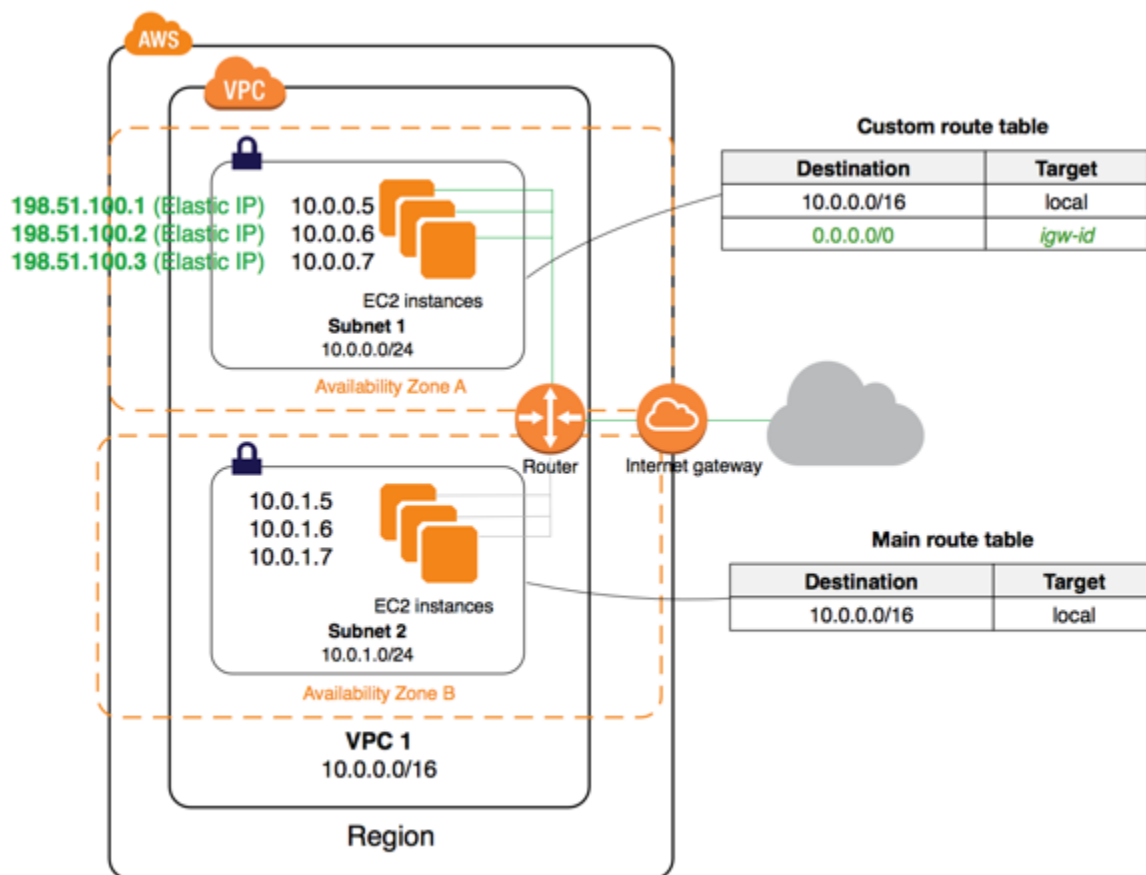 AWS
VPC
198.51.100.1 (Elastic IP)
198.51.100.2 (Elastic IP)
198.51.100.3 (Elastic IP)
10.0.0.5
10.0.0.6
10.0.0.7
EC2 instances
Subnet 1
10.0.0.0/24
Availability Zone A
Custom route table
Destination Target
10.0.0.0/16 local
0.0.0.0/0 igw-id
Router
Internet gateway
10.0.1.5
10.0.1.6
10.0.1.7
EC2 instances
Subnet 2
10.0.1.0/24
Availability Zone B
Main route table
Destination Target
10.0.0.0/16 local
VPC 1
10.0.0.0/16
Region